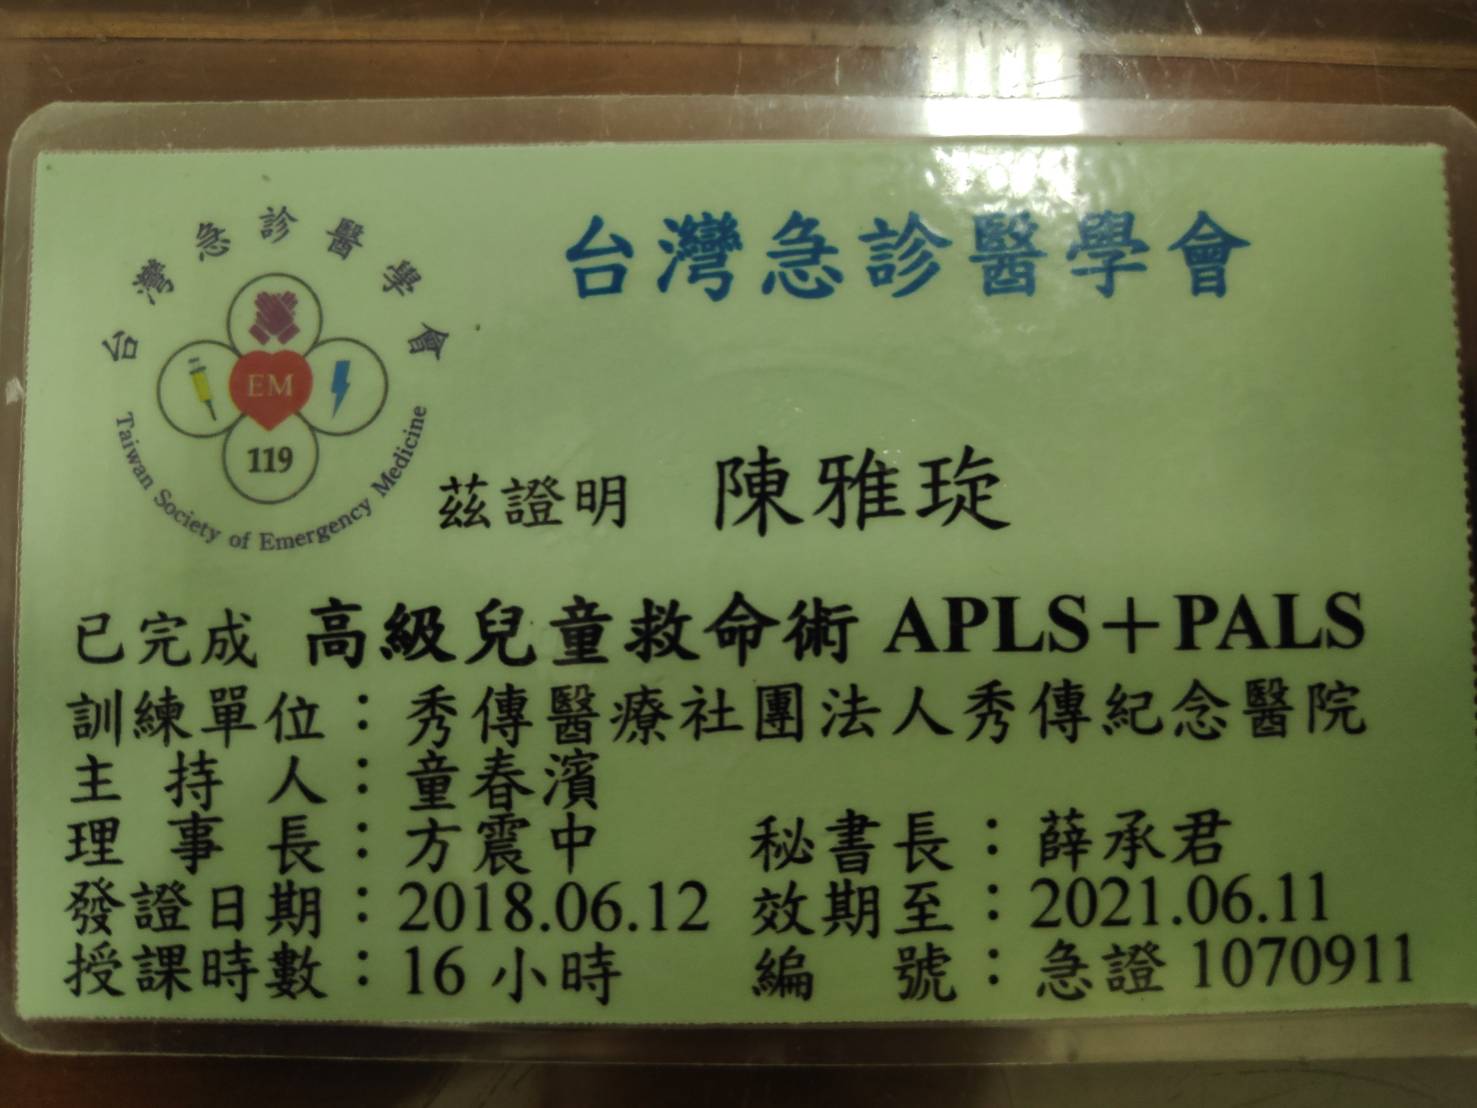 台灣急診醫學會
台灣急診醫學會
EM
119
Taiwan Society of Emergency Medicine
茲證明 陳雅琁
已完成 高級兒童救命術 APLS+PALS
訓練單位:秀傳醫療社團法人秀傳紀念醫院
主持人:童春濱
理事長:方震中 秘書長:薛承君
發證日期:2018.06.12 效期至:2021.06.11
授課時數:16 小時 編號:急證 1070911